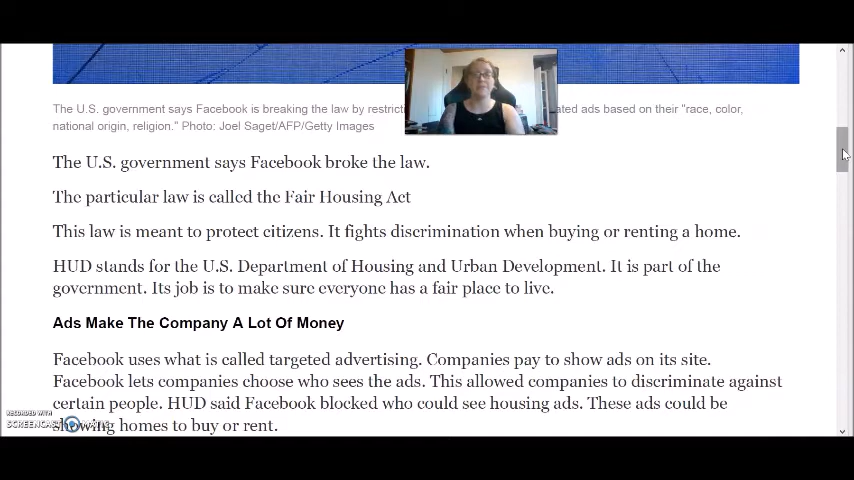 The U.S. government says Facebook is breaking the law by restricti ated ads based on their "race, color,
national origin, religion." Photo: Joel Saget/AFP/Getty Images
The U.S. government says Facebook broke the law.
The particular law is called the Fair Housing Act
This law is meant to protect citizens. It fights discrimination when buying or renting a home.
HUD stands for the U.S. Department of Housing and Urban Development. It is part of the
government. Its job is to make sure everyone has a fair place to live.
Ads Make The Company A Lot Of Money
Facebook uses what is called targeted advertising. Companies pay to show ads on its site.
Facebook lets companies choose who sees the ads. This allowed companies to discriminate against
certain people. HUD said Facebook blocked who could see housing ads. These ads could be
showing homes to buy or rent.
RECORDED WITH
SCREENCAST MATIC